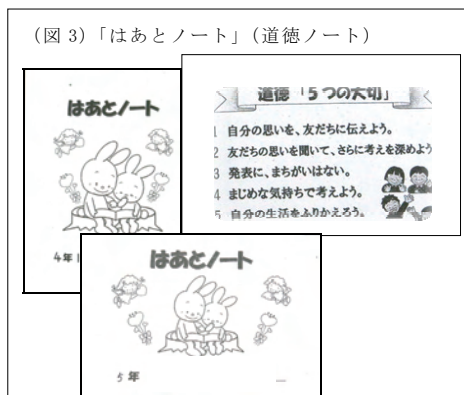 (図 3)「はあとノート」(道徳ノート)
はあとノート
4年
道徳「5つの大切」
1 自分の思いを、友だちに伝えよう。
2 友だちの思いを聞いて、さらに考えを深めよう
3 発表に、まちがいはない。
4 まじめな気持ちで考えよう。
5 自分の生活をふりかえろう。
はあとノート
5年